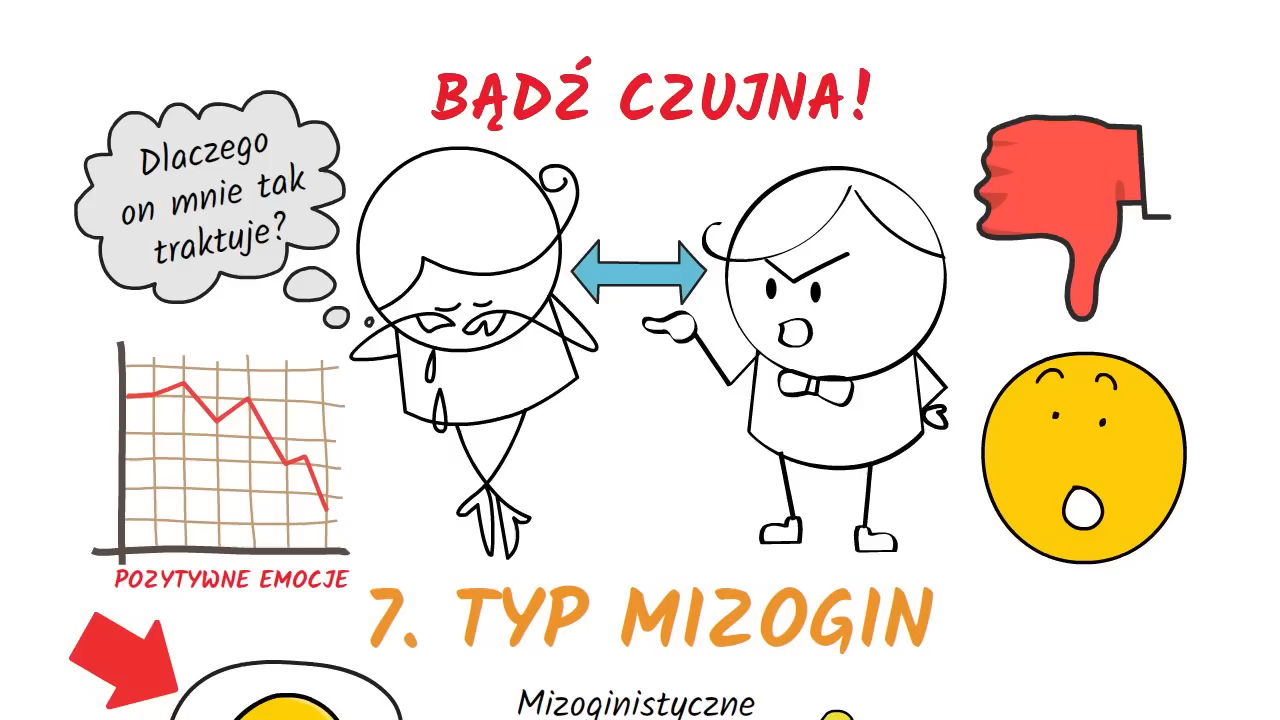 BĄDŹ CZUJNA!
Dlaczego
on mnie tak
traktuje?
POZYTYWNE EMOCJE
7. TYP MIZOGIN
Mizoginistyczne